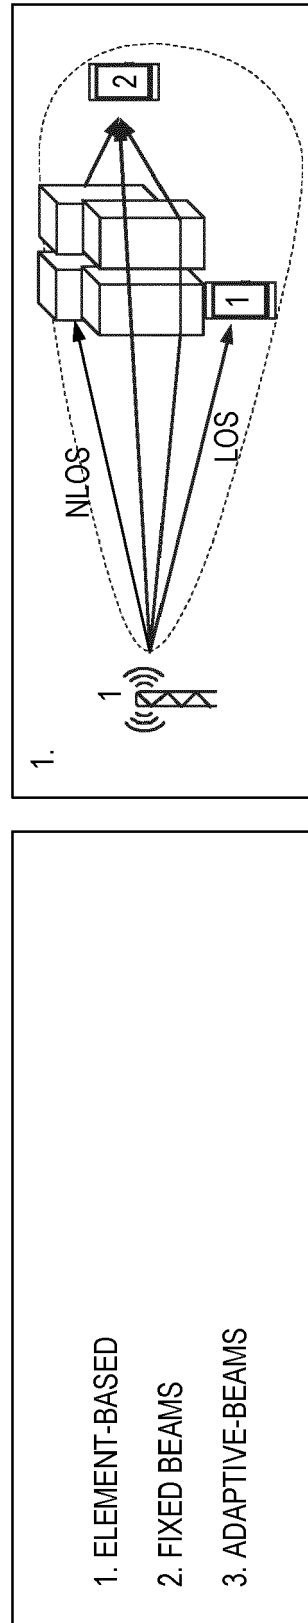 1. ELEMENT-BASED
2. FIXED BEAMS
3. ADAPTIVE-BEAMS
1.
1
NLOS
LOS
1
2